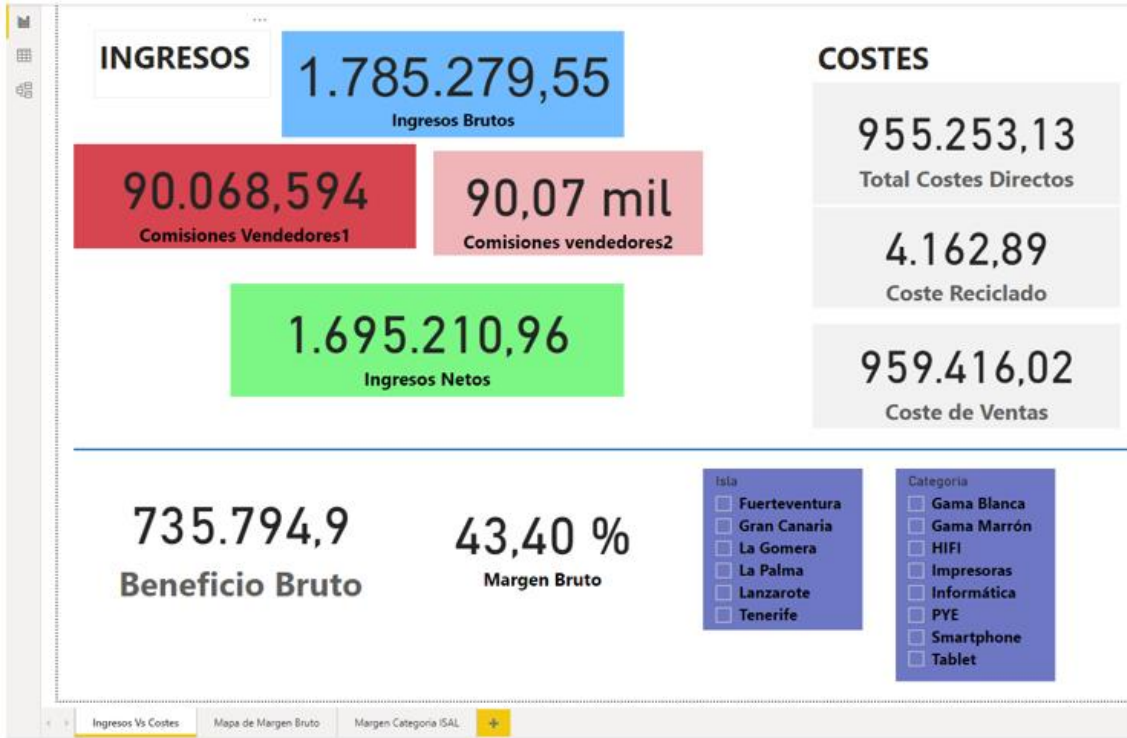 INGRESOS
1.785.279,55
Ingresos Brutos
90.068,594
Comisiones Vendedores1
90,07 mil
Comisiones vendedores2
1.695.210,96
Ingresos Netos
COSTES
955.253,13
Total Costes Directos
4.162,89
Coste Reciclado
959.416,02
Coste de Ventas
735.794,9
Beneficio Bruto
43,40 %
Margen Bruto
Isla
Fuerteventura
Gran Canaria
La Gomera
La Palma
Lanzarote
Tenerife
Categoria
Gama Blanca
Gama Marrón
HIFI
Impresoras
Informática
PYE
Smartphone
Tablet
Ingresos Vs Costes
Mapa de Margen Bruto
Margen Categoria ISAL